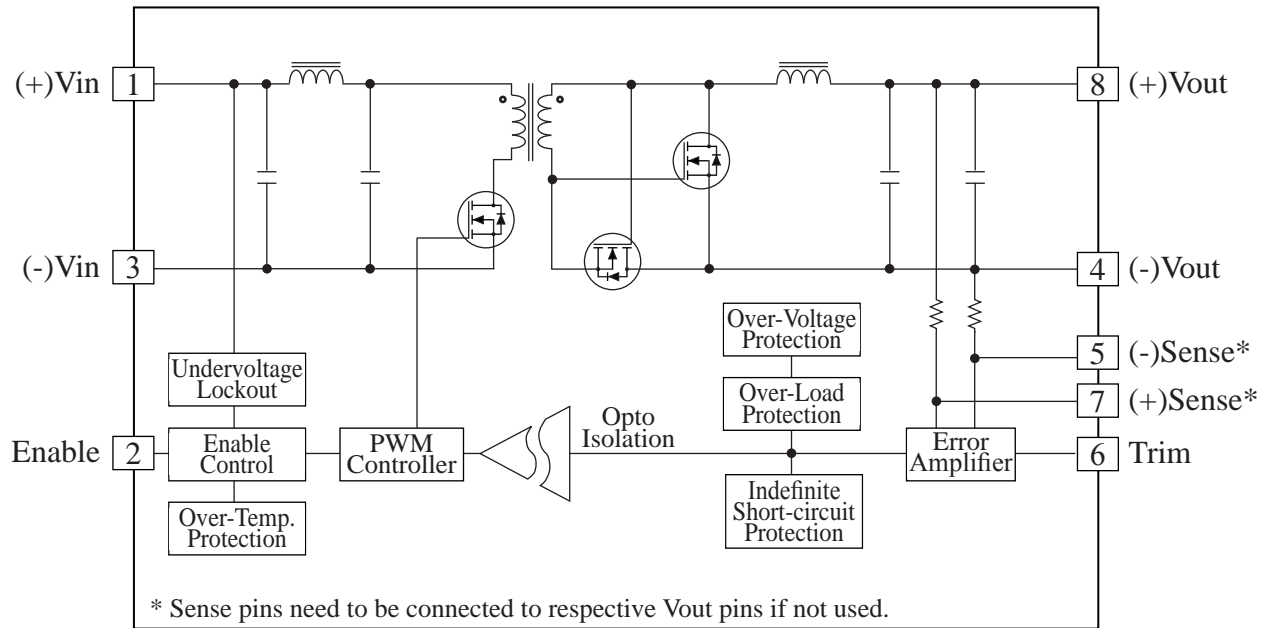 (+)Vin 1
8 (+)Vout
(-)Vin 3
4 (-)Vout
Over-Voltage
Protection
Undervoltage
Lockout
5 (-)Sense*
Over-Load
Protection
7 (+)Sense*
Opto
Isolation
Enable 2
Enable
Control
PWM
Controller
Error
Amplifier
6 Trim
Over-Temp.
Protection
Indefinite
Short-circuit
Protection
* Sense pins need to be connected to respective Vout pins if not used.